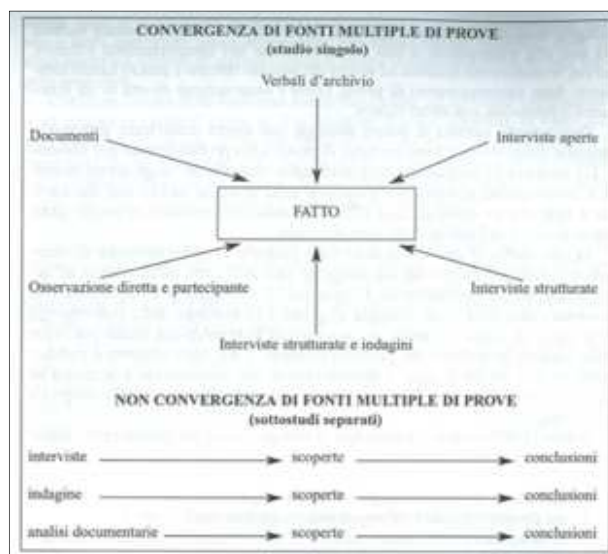 CONVERGENZA DI FONTI MULTIPLE DI PROVE
(studio singolo)
Verbali d'archivio
Documenti
Interviste aperte
FATTO
Osservazione diretta e partecipante
Interviste strutturate
Interviste strutturate e indagini
NON CONVERGENZA DI FONTI MULTIPLE DI PROVE
(sottostudi separati)
interviste scoperte conclusioni
indagine scoperte conclusioni
analisi documentarie scoperte conclusioni